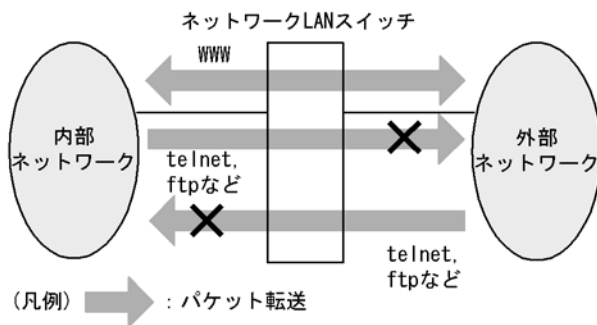 ネットワークLANスイッチ
WWW
内部
ネットワーク
外部
ネットワーク
telnet,
ftpなど
telnet,
ftpなど
(凡例)
:パケット転送